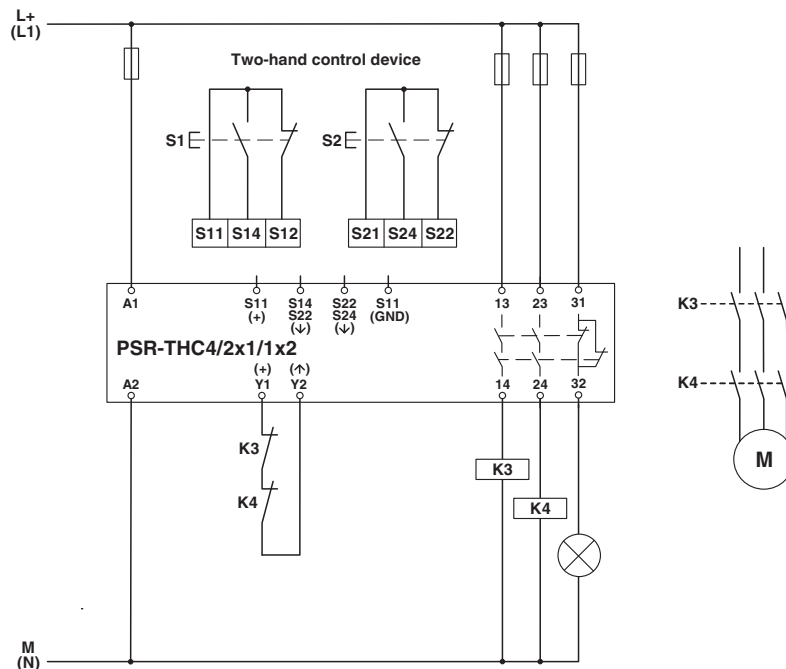 L+
(L1)
Two-hand control device
S1
S2
S11 S14 S12
S21 S24 S22
A1
S11
(+)
S14
S22
(↓)
S22
S24
(↓)
S11
(GND)
13
23
31
K3
PSR-THC4/2x1/1x2
A2
(+)
Y1
(↑)
Y2
14
24
32
K4
M
K3
K4
K3
K4
M
(N)